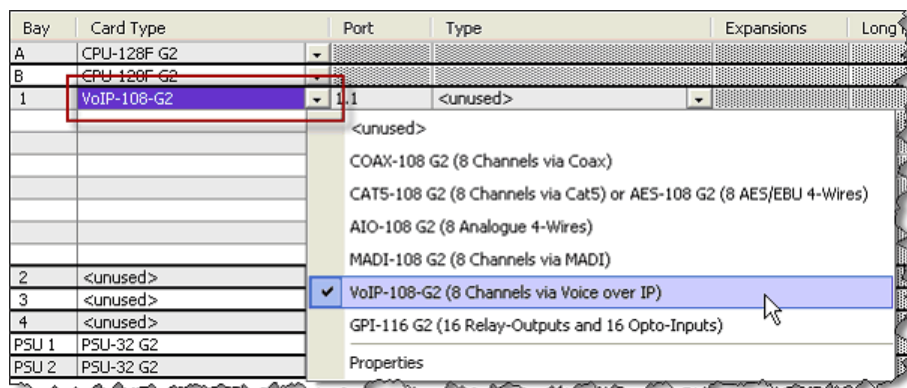 Bay Card Type Port Type Expansions Long
A CPU-128F G2
B CPU-128F G2
1 VoIP-108-G2 1.1 <unused>
<unused>
COAX-108 G2 (8 Channels via Coax)
CAT5-108 G2 (8 Channels via Cat5) or AES-108 G2 (8 AES/EBU 4-Wires)
AIO-108 G2 (8 Analogue 4-Wires)
MADI-108 G2 (8 Channels via MADI)
2 <unused>
VoIP-108-G2 (8 Channels via Voice over IP)
3 <unused>
4 <unused>
GPI-116 G2 (16 Relay-Outputs and 16 Opto-Inputs)
PSU 1 PSU-32 G2
PSU 2 PSU-32 G2
Properties